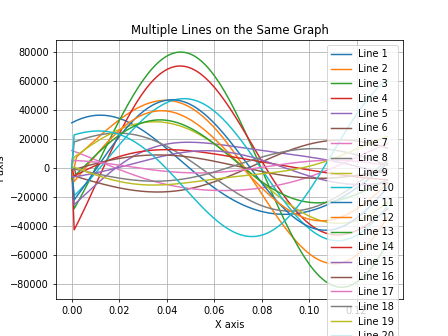 Multiple Lines on the Same Graph
80000
60000
40000
20000
0
−20000
−40000
−60000
−80000
0.00
0.02
0.04
0.06
0.08
0.10
X axis
Line 1
Line 2
Line 3
Line 4
Line 5
Line 6
Line 7
Line 8
Line 9
Line 10
Line 11
Line 12
Line 13
Line 14
Line 15
Line 16
Line 17
Line 18
Line 19